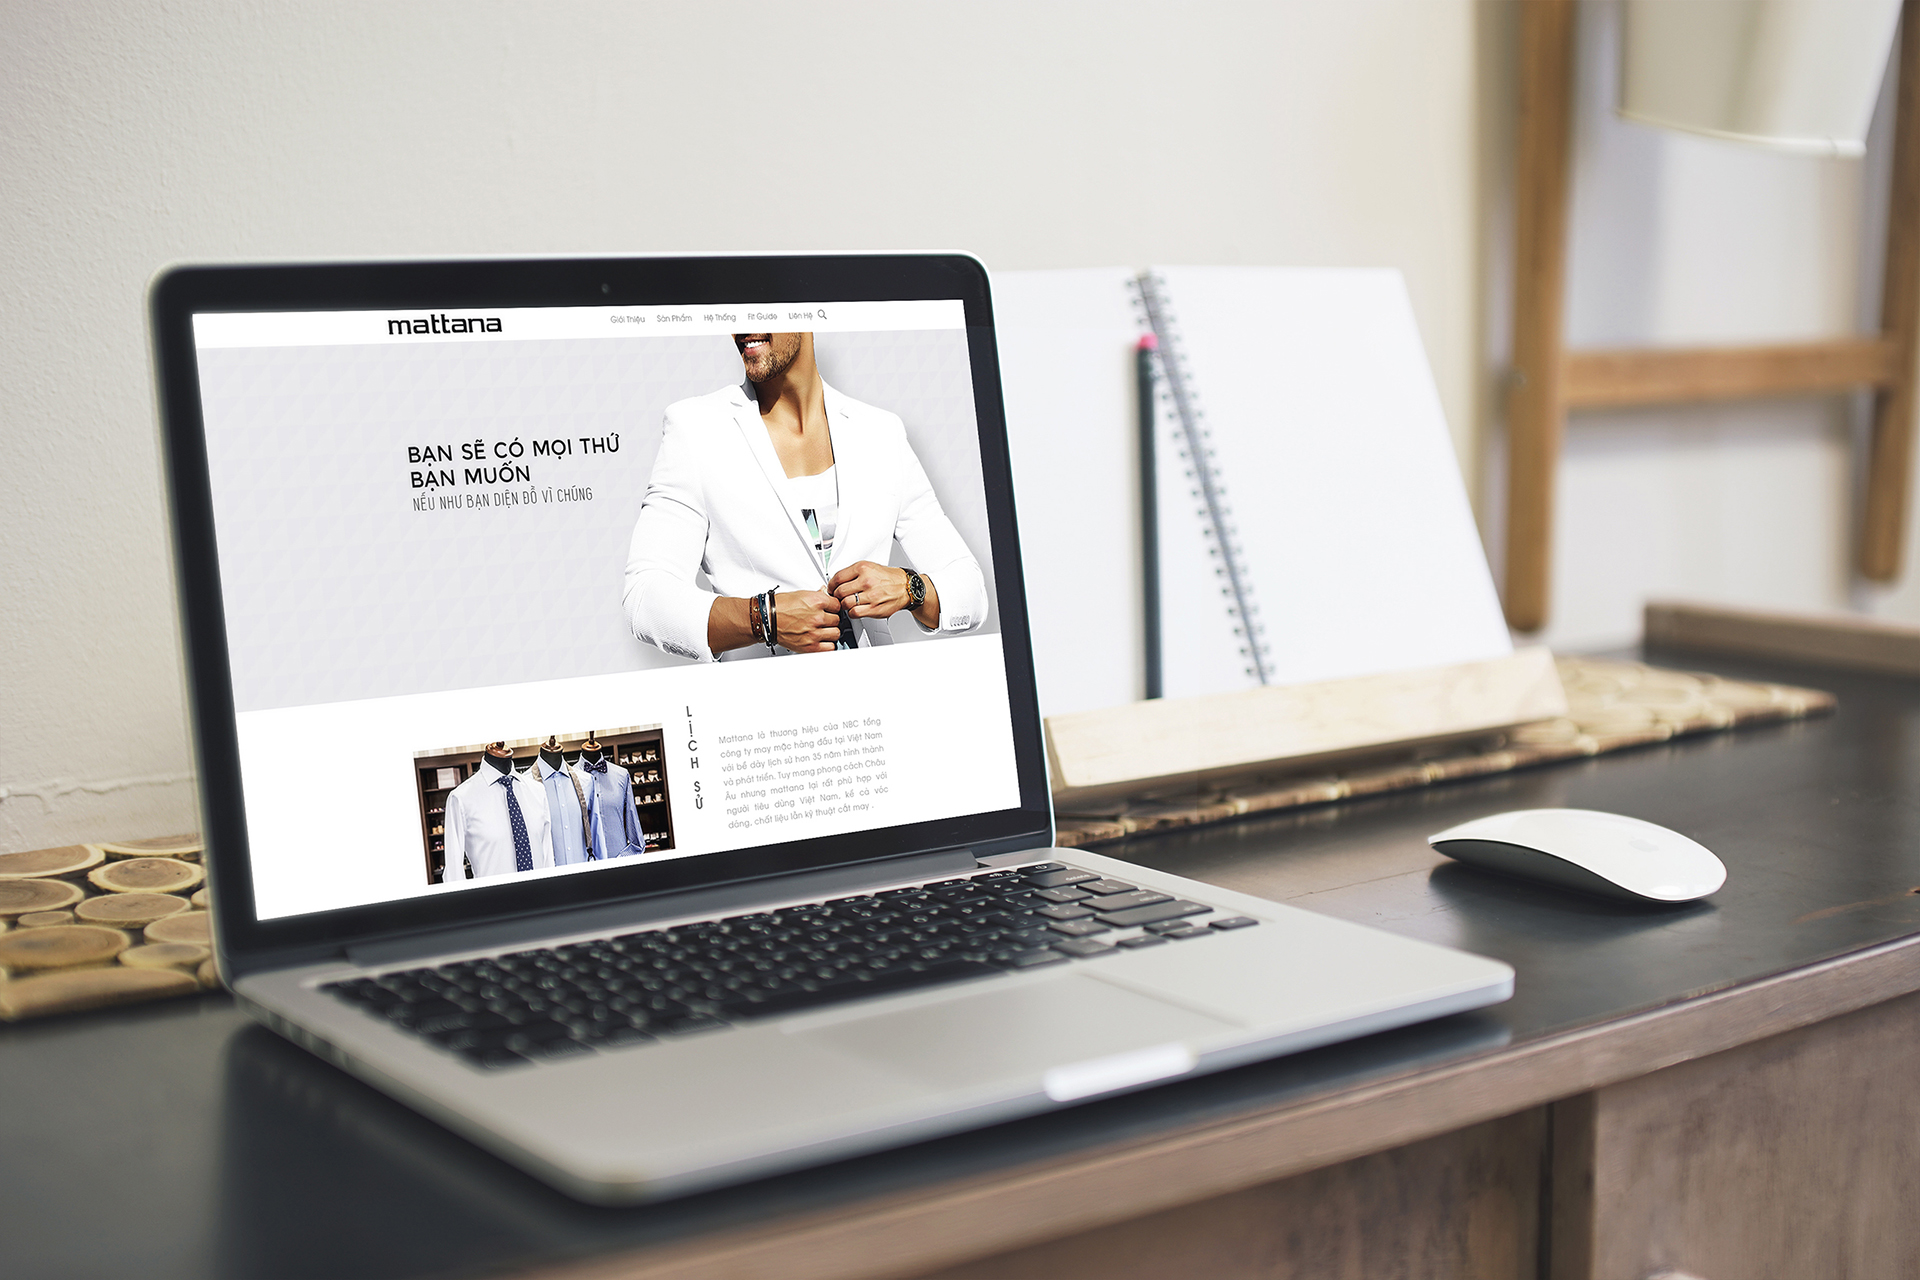 mattana
Giới Thiệu Sản Phẩm Hệ Thống Fit Guide Liên Hệ
BẠN SẼ CÓ MỌI THỨ
BẠN MUỐN
NẾU NHƯ BẠN DIỆN ĐỒ VÌ CHÚNG
LỊCH SỬ
Mattana là thương hiệu của NBC tổng
công ty may mặc hàng đầu tại Việt Nam
với bề dày lịch sử hơn 35 năm hình thành
và phát triển. Tuy mang phong cách Châu
Âu nhưng mattana lại rất phù hợp với
người tiêu dùng Việt Nam, kể cả vóc
dáng, chất liệu lẫn kỹ thuật cắt may .